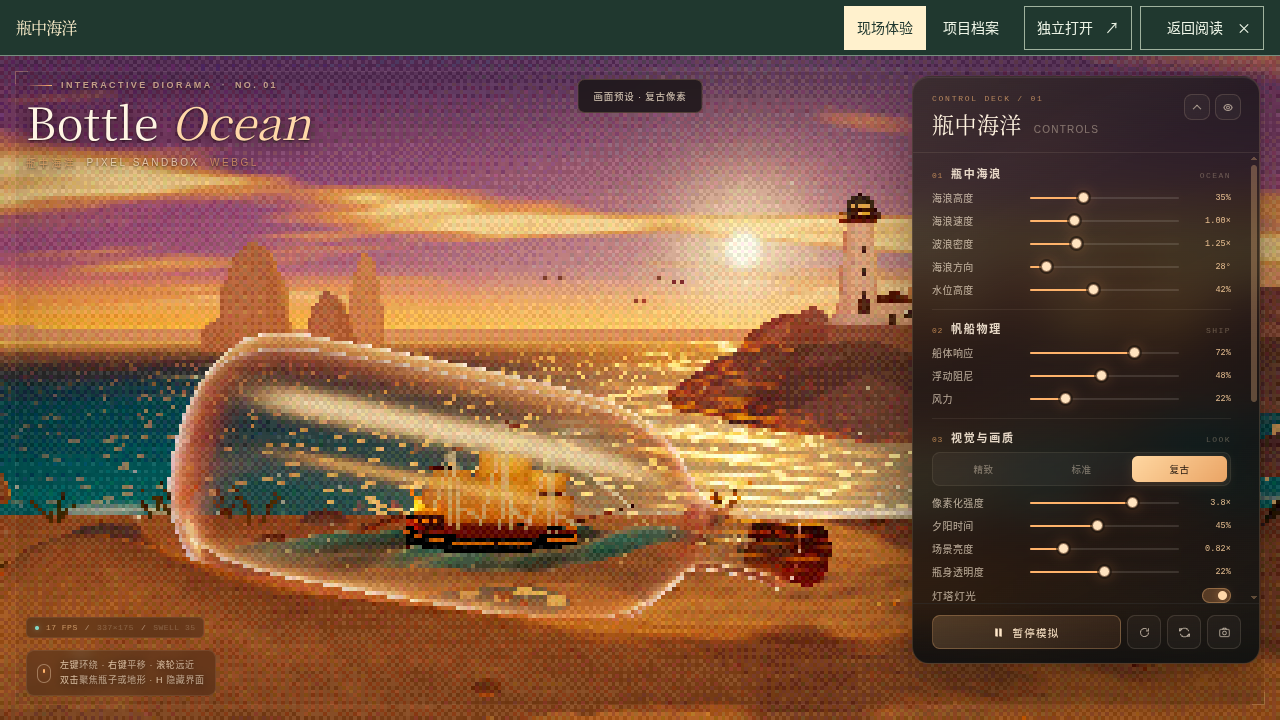 瓶中海洋
现场体验
项目档案
独立打开 ↗
返回阅读 ×
INTERACTIVE DIORAMA · NO. 01
Bottle Ocean
瓶中海洋 PIXEL SANDBOX WEBGL
画面预设 · 复古像素
CONTROL DECK / 01
瓶中海洋 CONTROLS
01 瓶中海浪 OCEAN
海浪高度 35%
海浪速度 1.00×
波浪密度 1.25×
海浪方向 28°
水位高度 42%
02 帆船物理 SHIP
船体响应 72%
浮动阻尼 48%
风力 22%
03 视觉与画质 LOOK
精致 标准 复古
像素化强度 3.8×
夕阳时间 45%
场景亮度 0.82×
瓶身透明度 22%
灯塔灯光
暂停模拟
17 FPS / 337×175 / SWELL 35
左键环绕 · 右键平移 · 滚轮远近
双击聚焦瓶子或地形 · H 隐藏界面